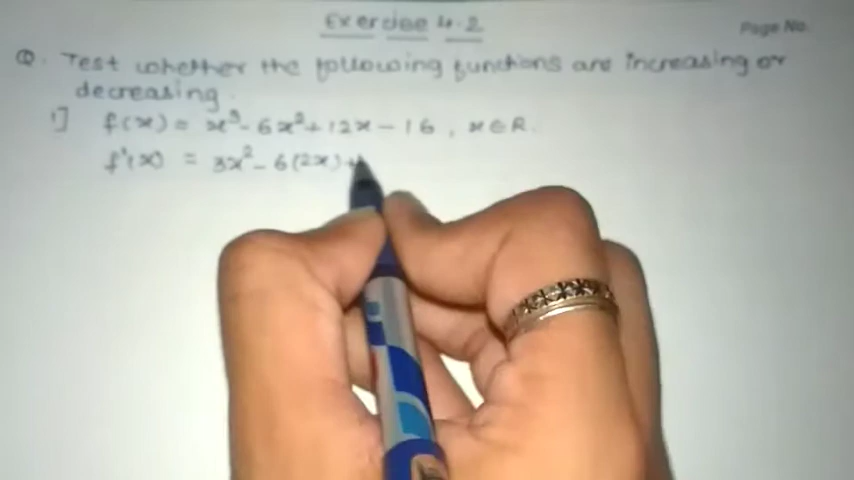 Exercise 4.2
Page No.
Q. Test whether the following functions are increasing or
decreasing.
1] f(x) = x³ - 6x² + 12x - 16, x ∈ R.
f'(x) = 3x² - 6(2x) +